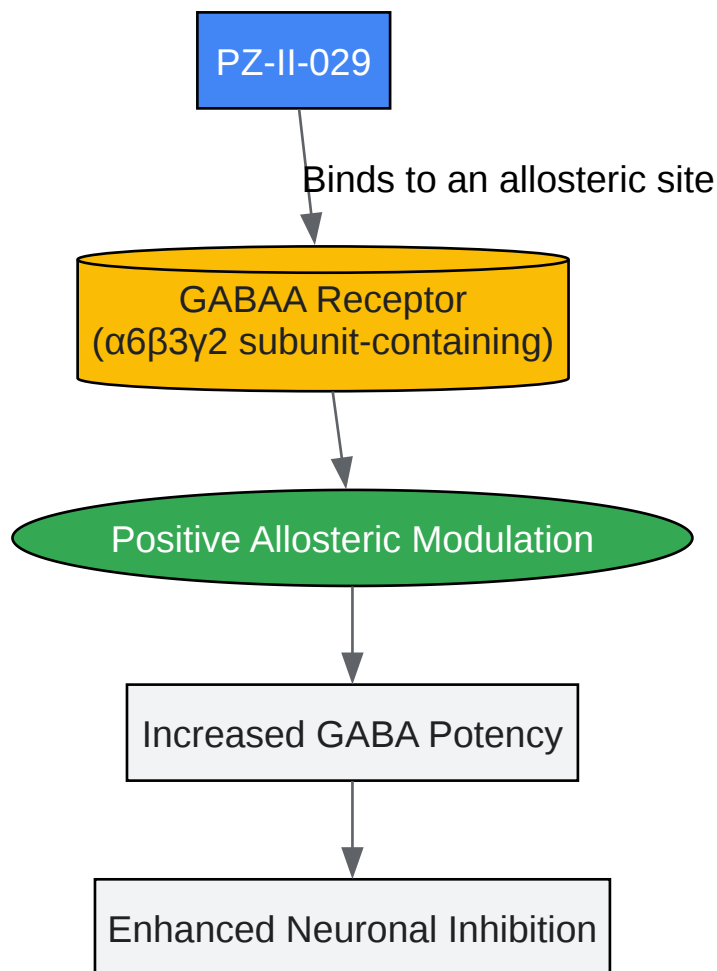 PZ-II-029
Binds to an allosteric site
GABAA Receptor
(α6β3γ2 subunit-containing)
Positive Allosteric Modulation
Increased GABA Potency
Enhanced Neuronal Inhibition